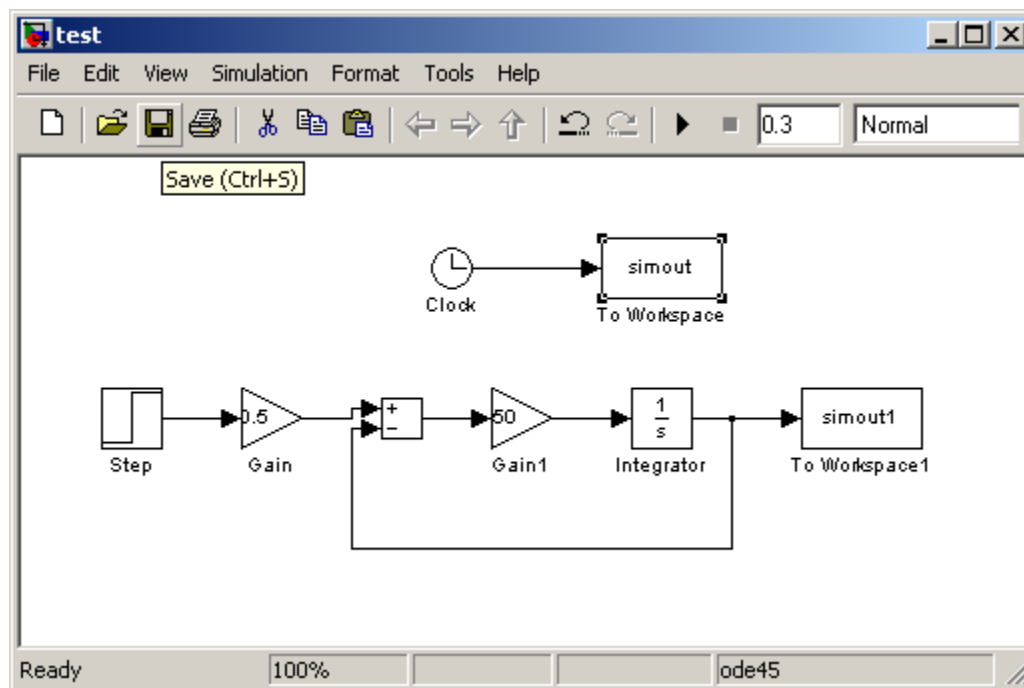 test
File Edit View Simulation Format Tools Help
0.3 Normal
Save (Ctrl+S)
simout
Clock
To Workspace
0.5 + − 50 1/s simout1
Step Gain Gain1 Integrator To Workspace1
Ready 100% ode45